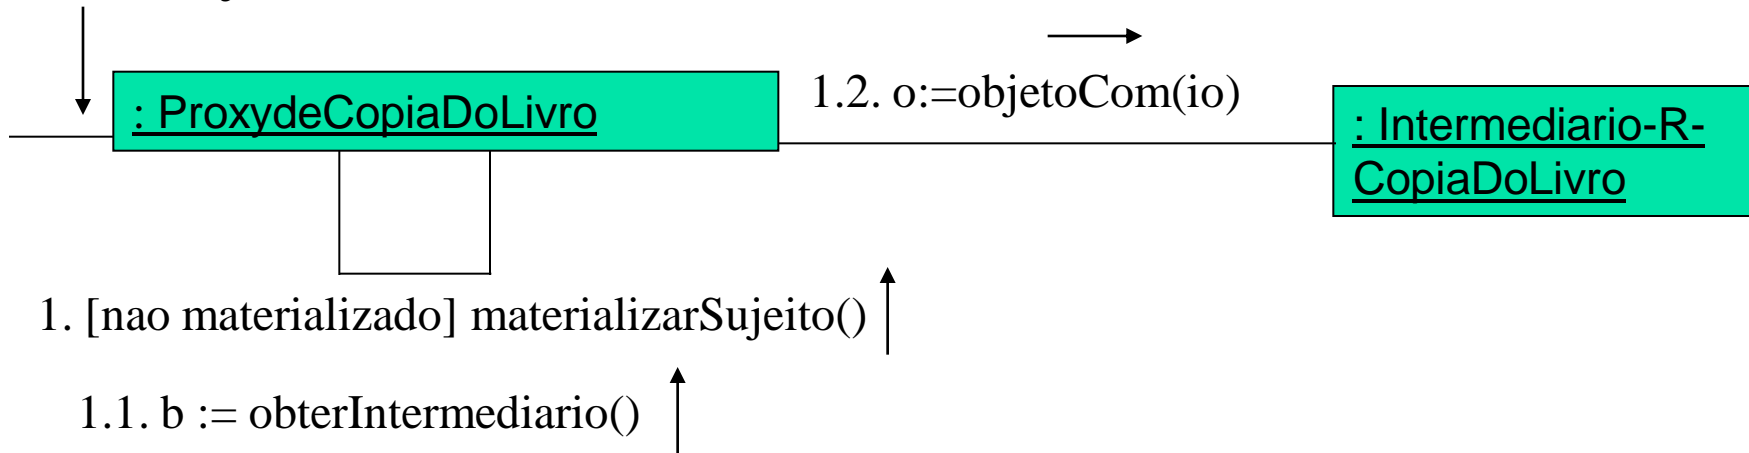 : ProxydeCopiaDoLivro
1.2. o:=objetoCom(io)
: Intermediario-R-
CopiaDoLivro
1. [nao materializado] materializarSujeito()
1.1. b := obterIntermediario()